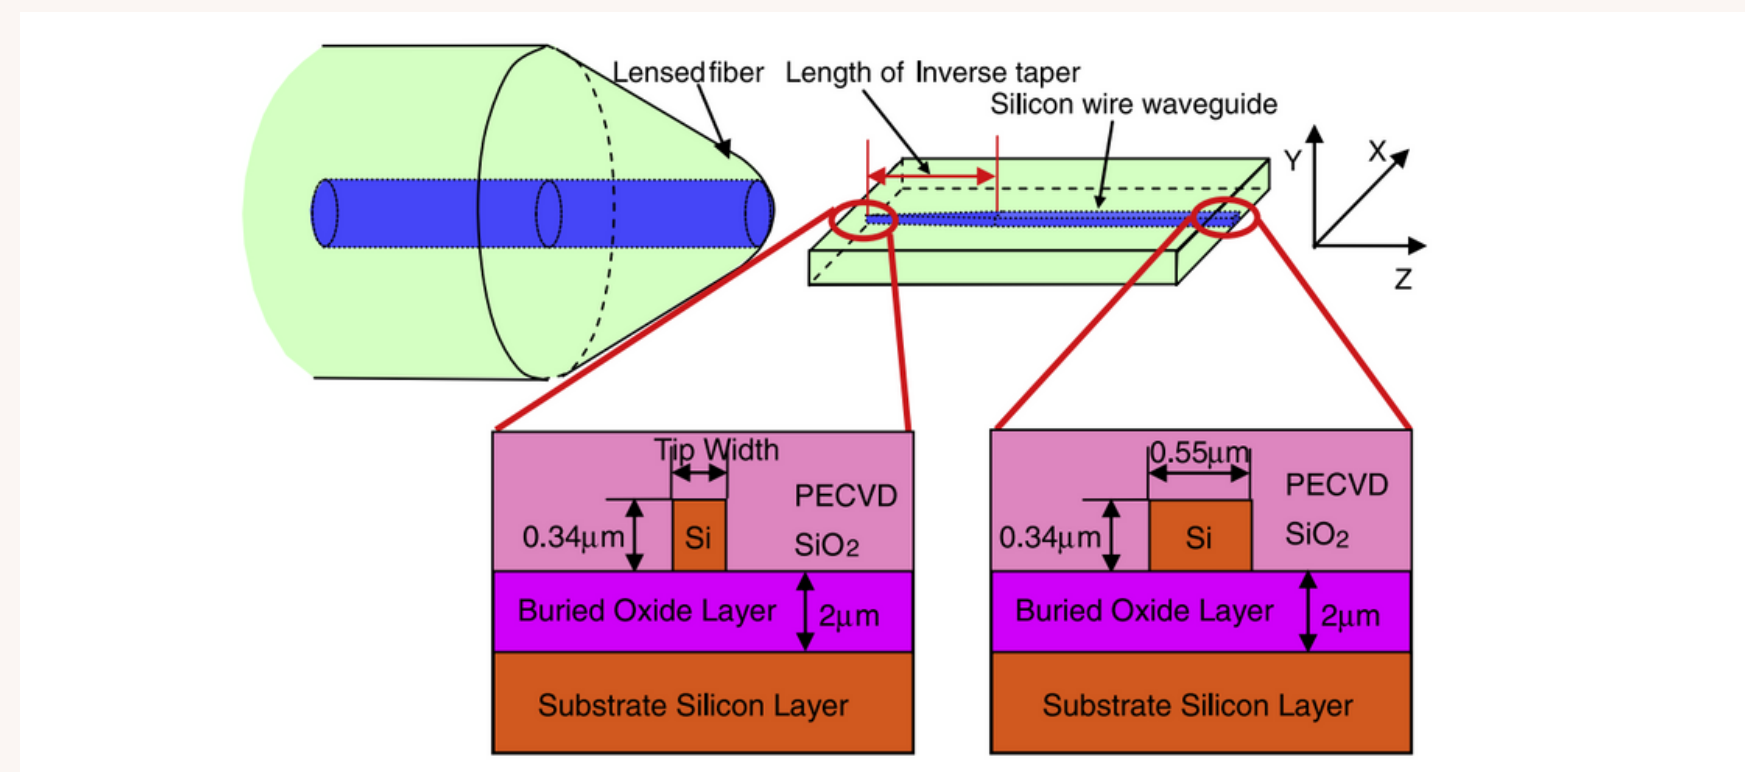 Lensed fiber
Length of Inverse taper
Silicon wire waveguide
Y
X
Z
Tip Width
0.34μm
Si
PECVD
SiO₂
Buried Oxide Layer
2μm
Substrate Silicon Layer
0.55μm
0.34μm
Si
PECVD
SiO₂
Buried Oxide Layer
2μm
Substrate Silicon Layer